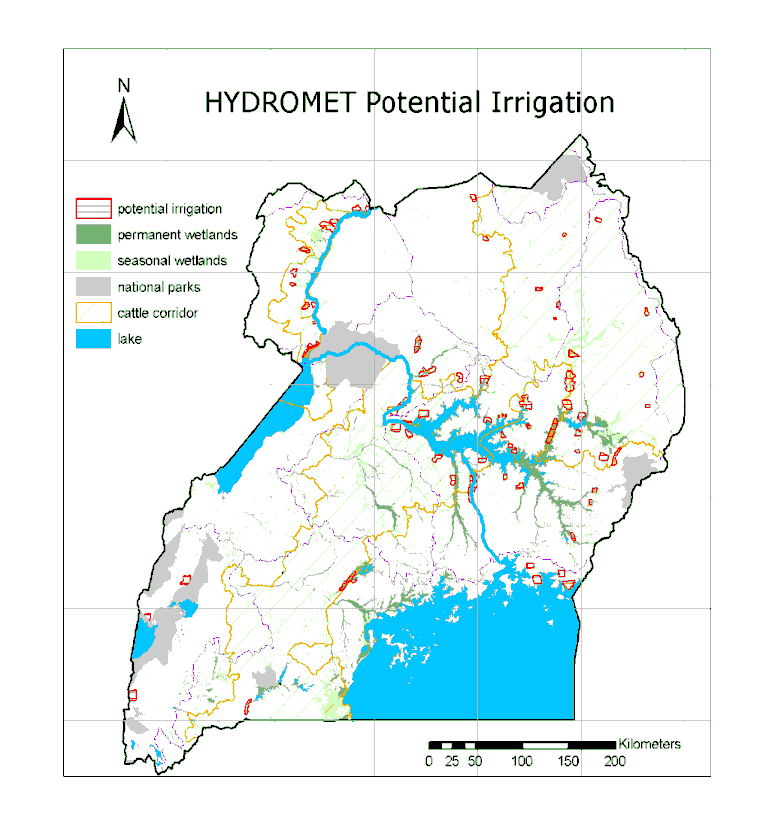 N
HYDROMET Potential Irrigation
potential irrigation
permanent wetlands
seasonal wetlands
national parks
cattle corridor
lake
Kilometers
0 25 50 100 150 200